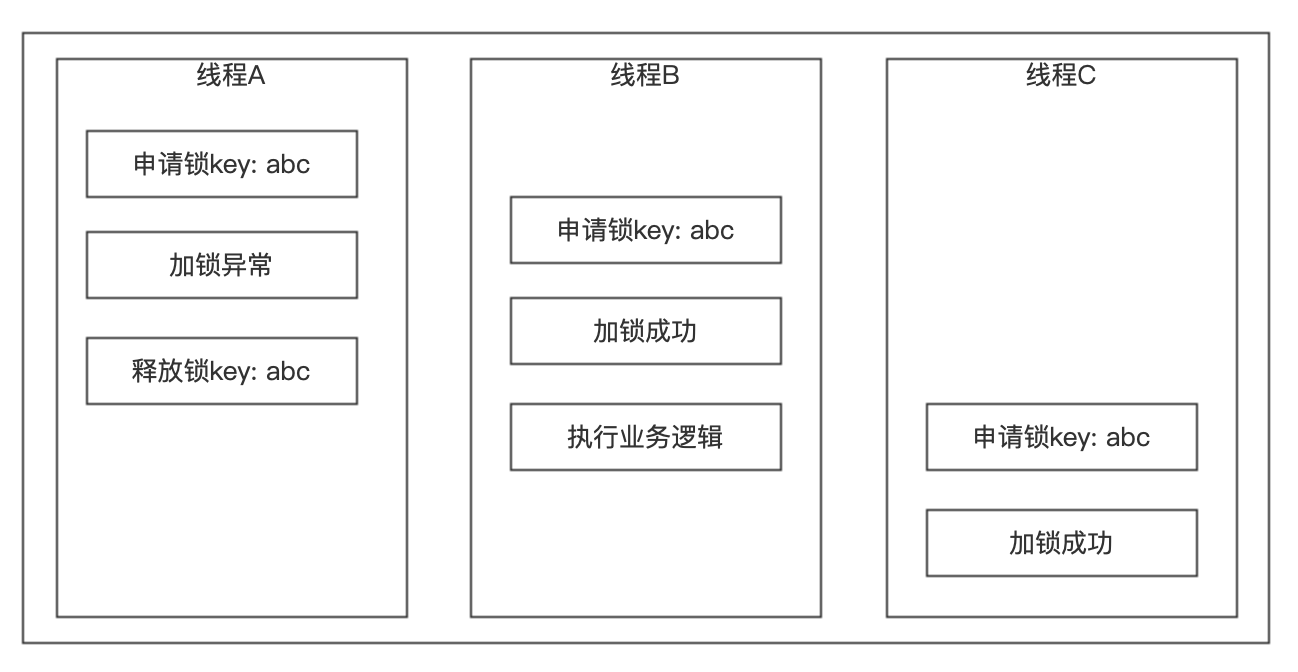 线程A
申请锁key: abc
加锁异常
释放锁key: abc
线程B
申请锁key: abc
加锁成功
执行业务逻辑
线程C
申请锁key: abc
加锁成功